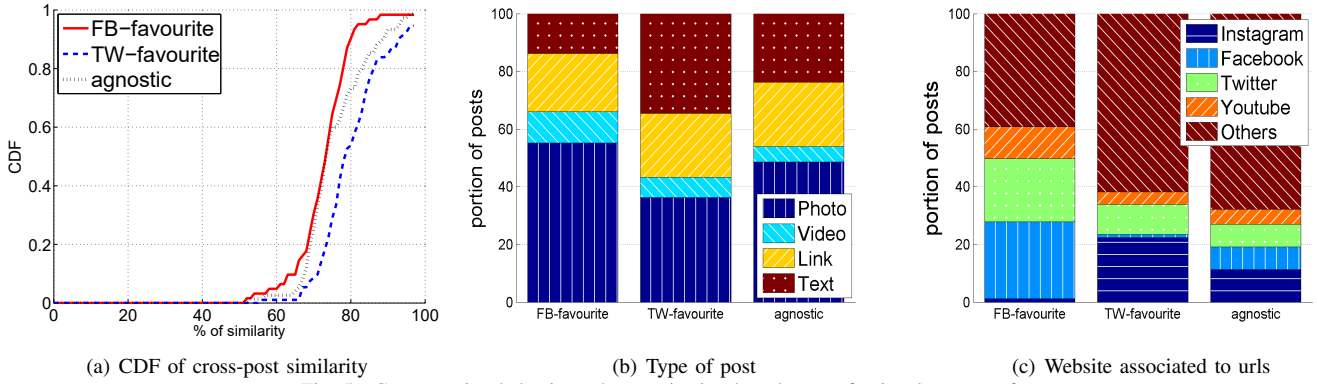 1
0.8
0.6
0.4
0.2
0
CDF
FB−favourite
TW−favourite
agnostic
0 20 40 60 80 100
% of similarity
(a) CDF of cross-post similarity
100
80
60
40
20
0
portion of posts
Photo
Video
Link
Text
FB-favourite TW-favourite agnostic
(b) Type of post
100
80
60
40
20
0
portion of posts
Instagram
Facebook
Twitter
Youtube
Others
FB-favourite TW-favourite agnostic
(c) Website associated to urls